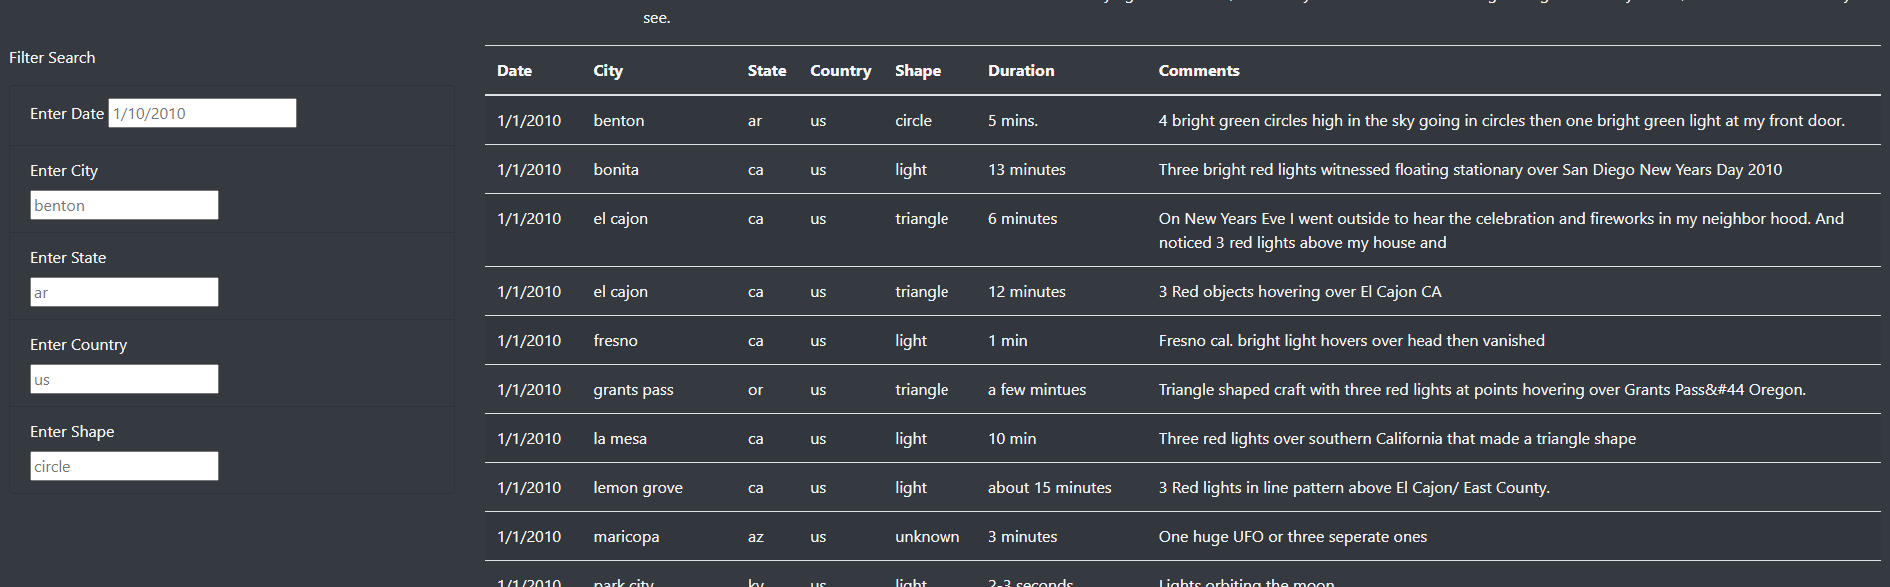 see.
Filter Search
Enter Date 1/10/2010
Enter City
benton
Enter State
ar
Enter Country
us
Enter Shape
circle
Date City State Country Shape Duration Comments
1/1/2010 benton ar us circle 5 mins. 4 bright green circles high in the sky going in circles then one bright green light at my front door.
1/1/2010 bonita ca us light 13 minutes Three bright red lights witnessed floating stationary over San Diego New Years Day 2010
1/1/2010 el cajon ca us triangle 6 minutes On New Years Eve I went outside to hear the celebration and fireworks in my neighbor hood. And
noticed 3 red lights above my house and
1/1/2010 el cajon ca us triangle 12 minutes 3 Red objects hovering over El Cajon CA
1/1/2010 fresno ca us light 1 min Fresno cal. bright light hovers over head then vanished
1/1/2010 grants pass or us triangle a few mintues Triangle shaped craft with three red lights at points hovering over Grants Pass&#44 Oregon.
1/1/2010 la mesa ca us light 10 min Three red lights over southern California that made a triangle shape
1/1/2010 lemon grove ca us light about 15 minutes 3 Red lights in line pattern above El Cajon/ East County.
1/1/2010 maricopa az us unknown 3 minutes One huge UFO or three seperate ones
1/1/2010 park city ky us light 2-3 seconds Lights orbiting the moon